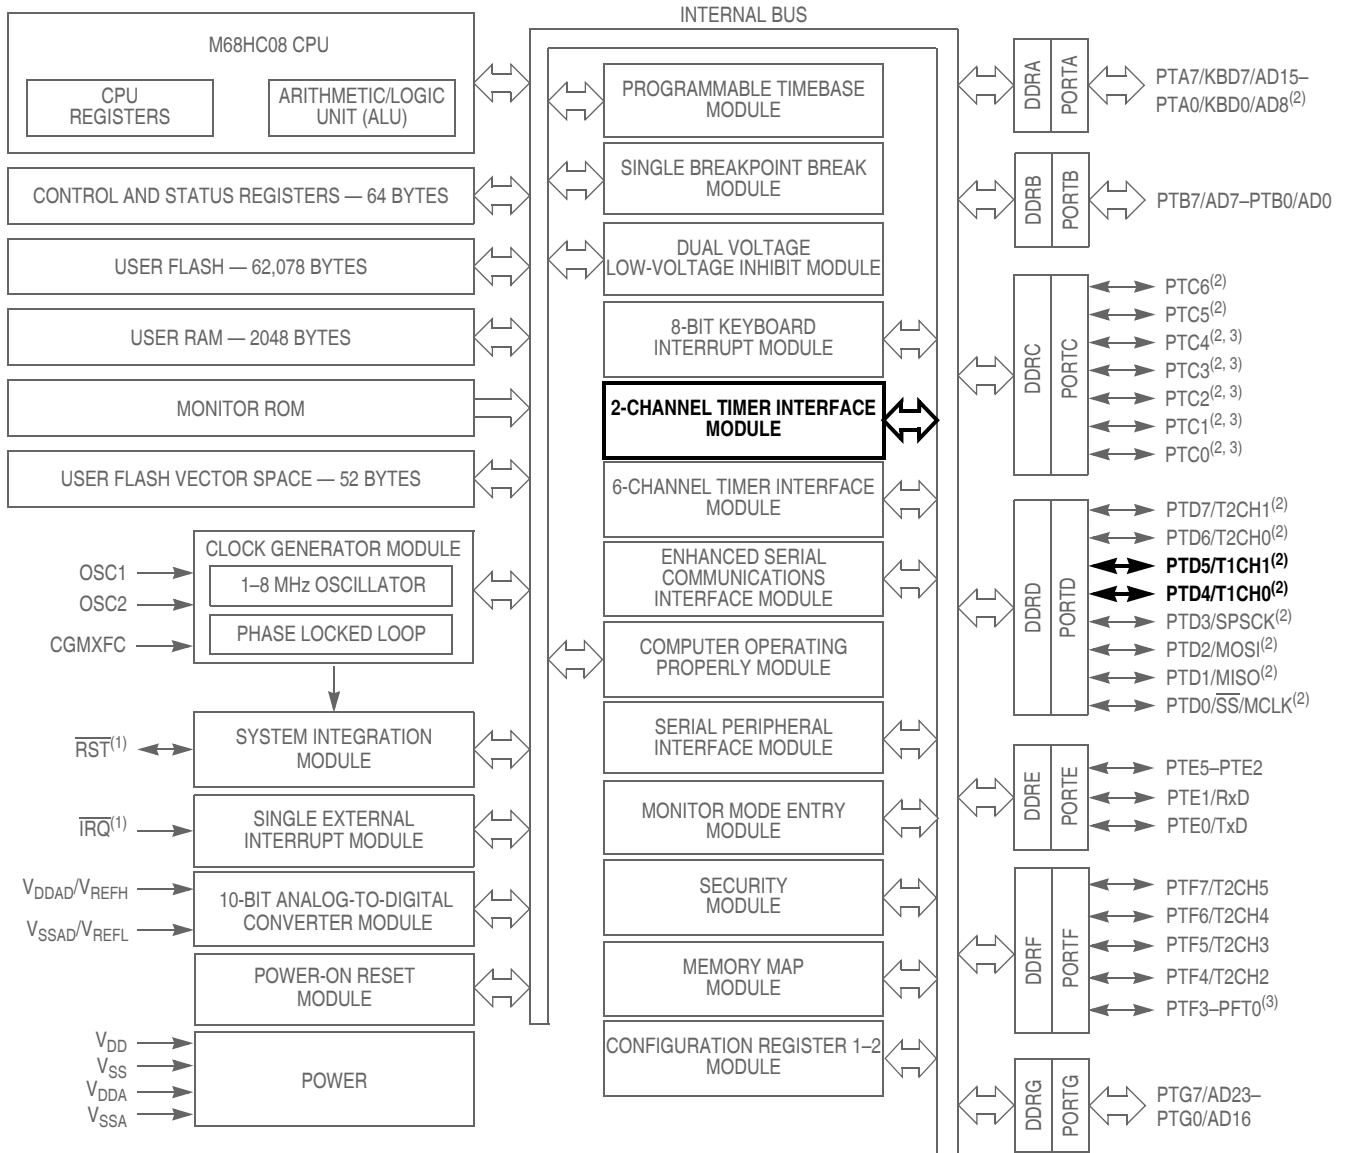 INTERNAL BUS
M68HC08 CPU
CPU
REGISTERS
ARITHMETIC/LOGIC
UNIT (ALU)
CONTROL AND STATUS REGISTERS — 64 BYTES
USER FLASH — 62,078 BYTES
USER RAM — 2048 BYTES
MONITOR ROM
USER FLASH VECTOR SPACE — 52 BYTES
CLOCK GENERATOR MODULE
1–8 MHz OSCILLATOR
PHASE LOCKED LOOP
OSC1
OSC2
CGMXFC
SYSTEM INTEGRATION
MODULE
RST(1)
SINGLE EXTERNAL
INTERRUPT MODULE
IRQ(1)
10-BIT ANALOG-TO-DIGITAL
CONVERTER MODULE
VDDAD/VREFH
VSSAD/VREFL
POWER-ON RESET
MODULE
POWER
VDD
VSS
VDDA
VSSA
PROGRAMMABLE TIMEBASE
MODULE
SINGLE BREAKPOINT BREAK
MODULE
DUAL VOLTAGE
LOW-VOLTAGE INHIBIT MODULE
8-BIT KEYBOARD
INTERRUPT MODULE
2-CHANNEL TIMER INTERFACE
MODULE
6-CHANNEL TIMER INTERFACE
MODULE
ENHANCED SERIAL
COMMUNICATIONS
INTERFACE MODULE
COMPUTER OPERATING
PROPERLY MODULE
SERIAL PERIPHERAL
INTERFACE MODULE
MONITOR MODE ENTRY
MODULE
SECURITY
MODULE
MEMORY MAP
MODULE
CONFIGURATION REGISTER 1–2
MODULE
DDRA
PORTA
PTA7/KBD7/AD15–
PTA0/KBD0/AD8(2)
DDRB
PORTB
PTB7/AD7–PTB0/AD0
DDRC
PORTC
PTC6(2)
PTC5(2)
PTC4(2, 3)
PTC3(2, 3)
PTC2(2, 3)
PTC1(2, 3)
PTC0(2, 3)
DDRD
PORTD
PTD7/T2CH1(2)
PTD6/T2CH0(2)
PTD5/T1CH1(2)
PTD4/T1CH0(2)
PTD3/SPSCK(2)
PTD2/MOSI(2)
PTD1/MISO(2)
PTD0/SS/MCLK(2)
DDRE
PORTE
PTE5–PTE2
PTE1/RxD
PTE0/TxD
DDRF
PORTF
PTF7/T2CH5
PTF6/T2CH4
PTF5/T2CH3
PTF4/T2CH2
PTF3–PFT0(3)
DDRG
PORTG
PTG7/AD23–
PTG0/AD16